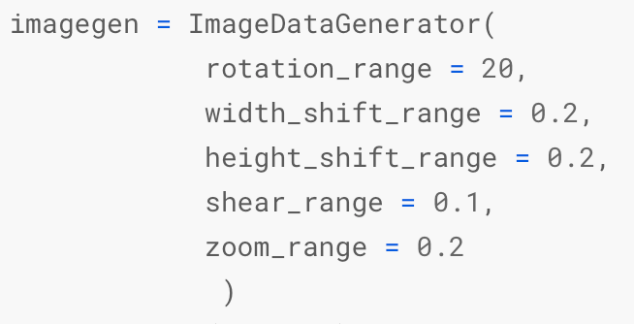 imagegen = ImageDataGenerator(
rotation_range = 20,
width_shift_range = 0.2,
height_shift_range = 0.2,
shear_range = 0.1,
zoom_range = 0.2
)